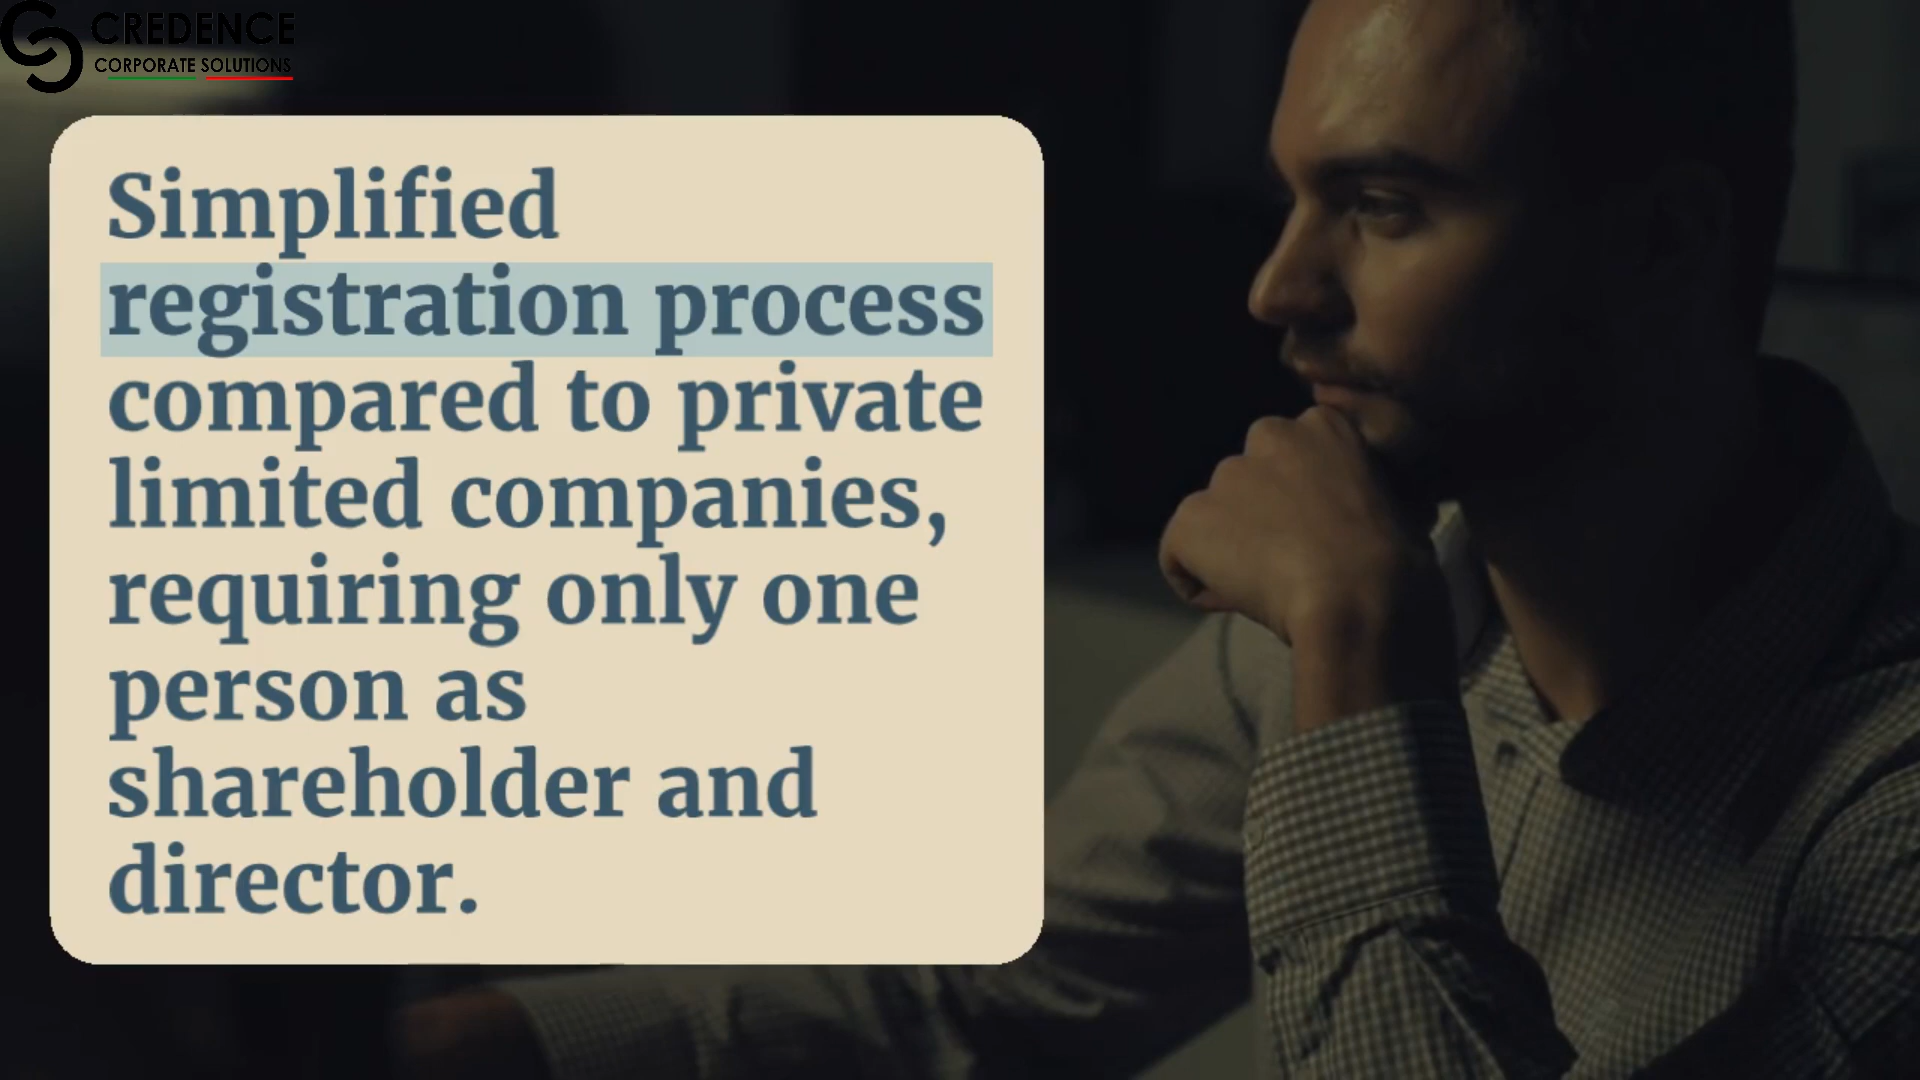 CREDENCE
CORPORATE SOLUTIONS
Simplified
registration process
compared to private
limited companies,
requiring only one
person as
shareholder and
director.